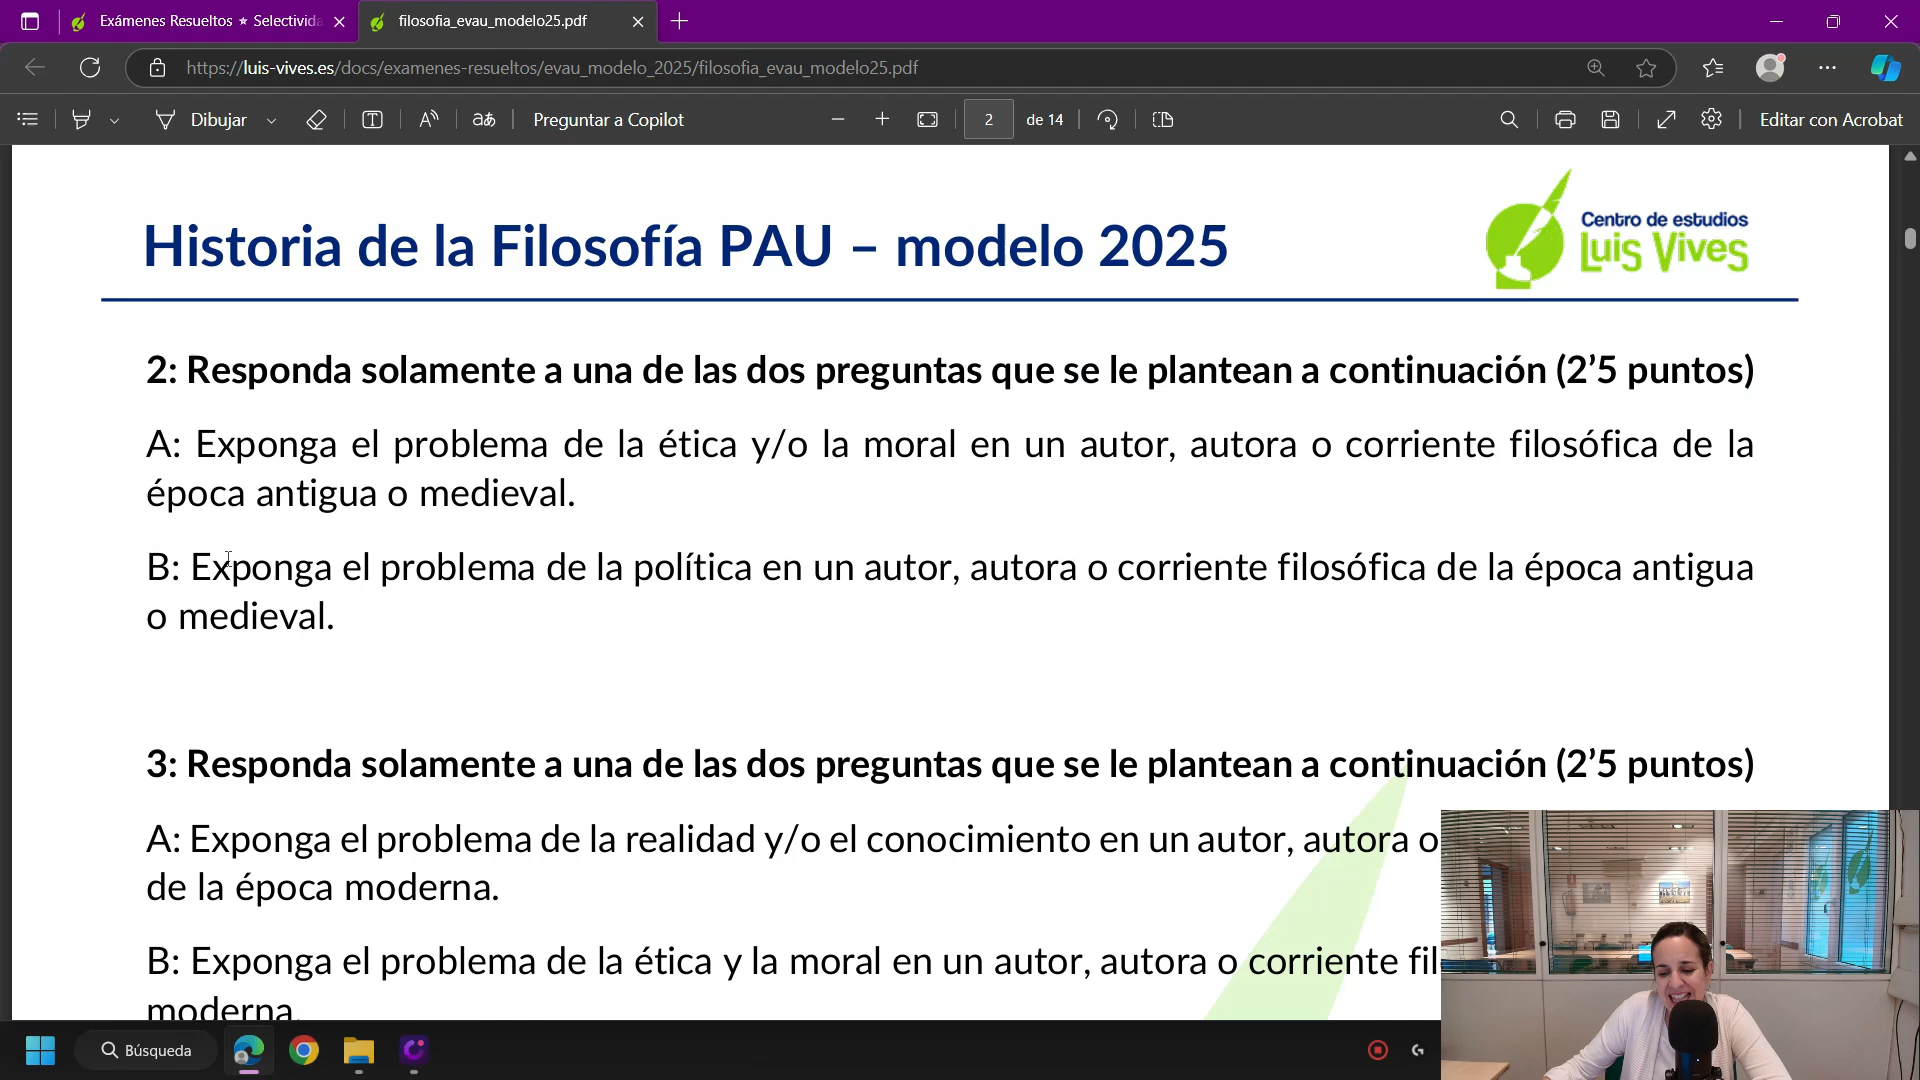 Exámenes Resueltos ★ Selectivida
filosofia_evau_modelo25.pdf
https://luis-vives.es/docs/examenes-resueltos/evau_modelo_2025/filosofia_evau_modelo25.pdf
Dibujar
Preguntar a Copilot
2 de 14
Editar con Acrobat
Historia de la Filosofía PAU – modelo 2025
Centro de estudios
Luis Vives
2: Responda solamente a una de las dos preguntas que se le plantean a continuación (2’5 puntos)
A: Exponga el problema de la ética y/o la moral en un autor, autora o corriente filosófica de la
época antigua o medieval.
B: Exponga el problema de la política en un autor, autora o corriente filosófica de la época antigua
o medieval.
3: Responda solamente a una de las dos preguntas que se le plantean a continuación (2’5 puntos)
A: Exponga el problema de la realidad y/o el conocimiento en un autor, autora o
de la época moderna.
B: Exponga el problema de la ética y la moral en un autor, autora o corriente fil
moderna.
Búsqueda